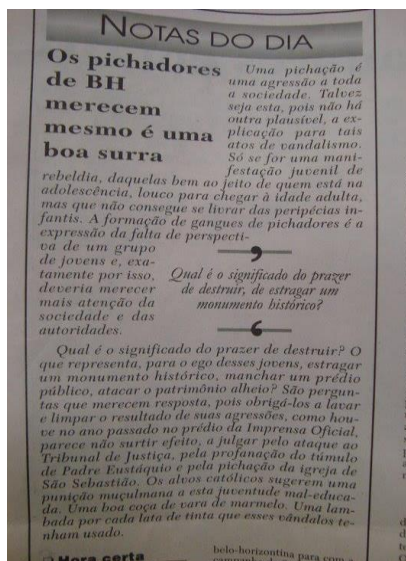 NOTAS DO DIA
Os pichadores
de BH
merecem
mesmo é uma
boa surra
Uma pichação é
uma agressão a toda
a sociedade. Talvez
seja esta, pois não há
outra plausível, a ex-
plicação para tais
atos de vandalismo.
Só se for uma mani-
festação juvenil de
rebeldia, daquelas bem ao jeito de quem está na
adolescência, louco para chegar à idade adulta,
mas que não consegue se livrar das peripécias in-
fantis. A formação de gangues de pichadores é a
expressão da falta de perspecti-
va de um grupo
de jovens e, exa-
tamente por isso,
deveria merecer
mais atenção da
sociedade e das
autoridades.
Qual é o significado do prazer
de destruir, de estragar um
monumento histórico?
Qual é o significado do prazer de destruir? O
que representa, para o ego desses jovens, estragar
um monumento histórico, manchar um prédio
público, atacar o patrimônio alheio? São pergun-
tas que merecem resposta, pois obrigá-los a lavar
e limpar o resultado de suas agressões, como hou-
ve no ano passado no prédio da Imprensa Oficial,
parece não surtir efeito, a julgar pelo ataque ao
Tribunal de Justiça, pela profanação do túmulo
de Padre Eustáquio e pela pichação da igreja de
São Sebastião. Os alvos católicos sugerem uma
punição muçulmana a esta juventude mal-educa-
da. Uma boa coça de vara de marmelo. Uma lam-
bada por cada lata de tinta que esses vândalos te-
nham usado.
Hora certa
belo-horizontina para com